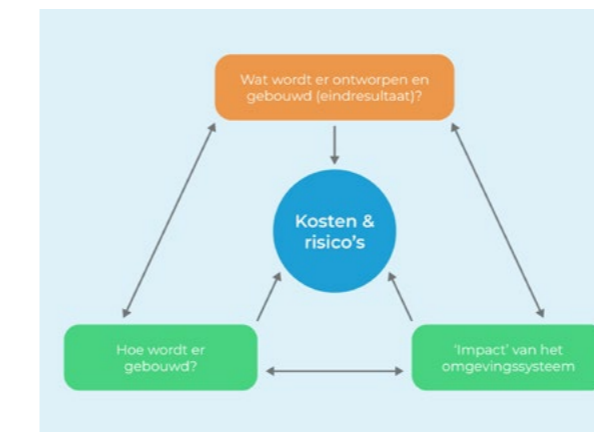 Wat wordt er ontworpen en
gebouwd (eindresultaat)?
Kosten &
risico's
Hoe wordt er
gebouwd?
'Impact' van het
omgevingssysteem